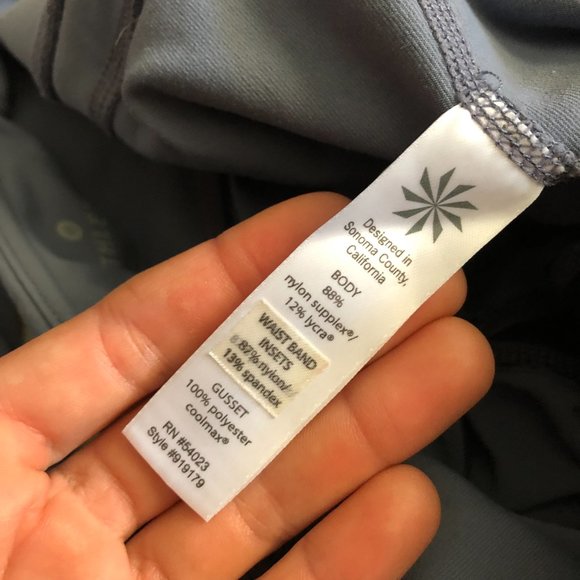 Designed in
Sonoma County,
California
BODY
88%
nylon supplex®/
12% lycra®
WAIST BAND
INSETS
87% nylon/
13% spandex
GUSSET
100% polyester
coolmax®
RN #54023
Style #919179